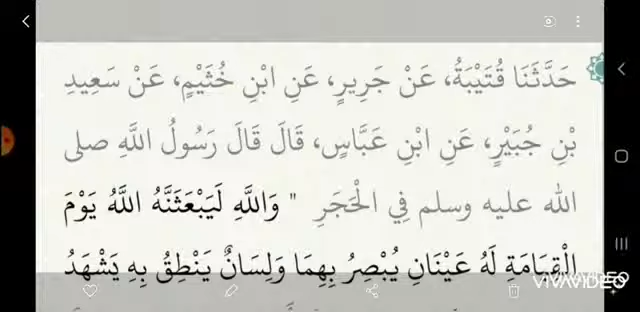 حَدَّثَنَا قُتَيْبَةُ، عَنْ جَرِيرٍ، عَنِ ابْنِ خُثَيْمٍ، عَنْ سَعِيدِ
بْنِ جُبَيْرٍ، عَنِ ابْنِ عَبَّاسٍ، قَالَ قَالَ رَسُولُ اللَّهِ صلى
الله عليه وسلم فِي الْحَجَرِ ‏"‏ وَاللَّهِ لَيَبْعَثَنَّهُ اللَّهُ يَوْمَ
الْقِيَامَةِ لَهُ عَيْنَانِ يُبْصِرُ بِهِمَا وَلِسَانٌ يَنْطِقُ بِهِ يَشْهَدُ
VIVAVIDEO